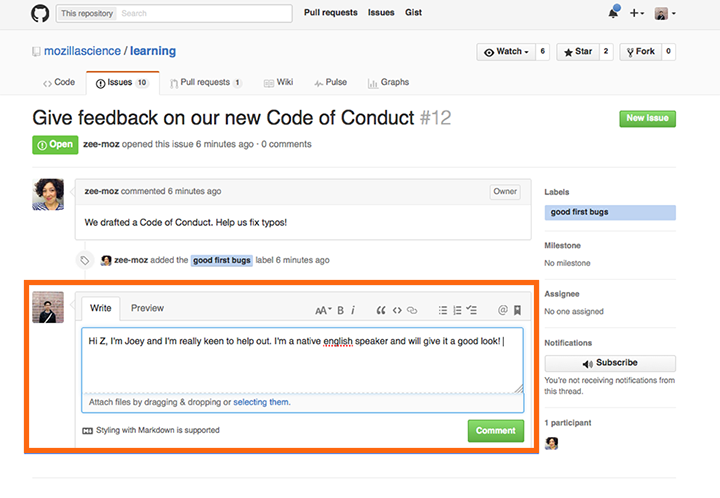 This repository Search Pull requests Issues Gist
mozillascience / learning Watch 6 Star 2 Fork 0
Code Issues 10 Pull requests 1 Wiki Pulse Graphs
Give feedback on our new Code of Conduct #12 New Issue
Open zee-moz opened this issue 6 minutes ago · 0 comments
zee-moz commented 6 minutes ago Owner
We drafted a Code of Conduct. Help us fix typos!
zee-moz added the good first bugs label 6 minutes ago
Write Preview AA B i @
Hi Z, I'm Joey and I'm really keen to help out. I'm a native english speaker and will give it a good look!
Attach files by dragging & dropping or selecting them.
Styling with Markdown is supported Comment
Labels
good first bugs
Milestone
No milestone
Assignee
No one assigned
Notifications
Subscribe
You're not receiving notifications from
this thread.
1 participant